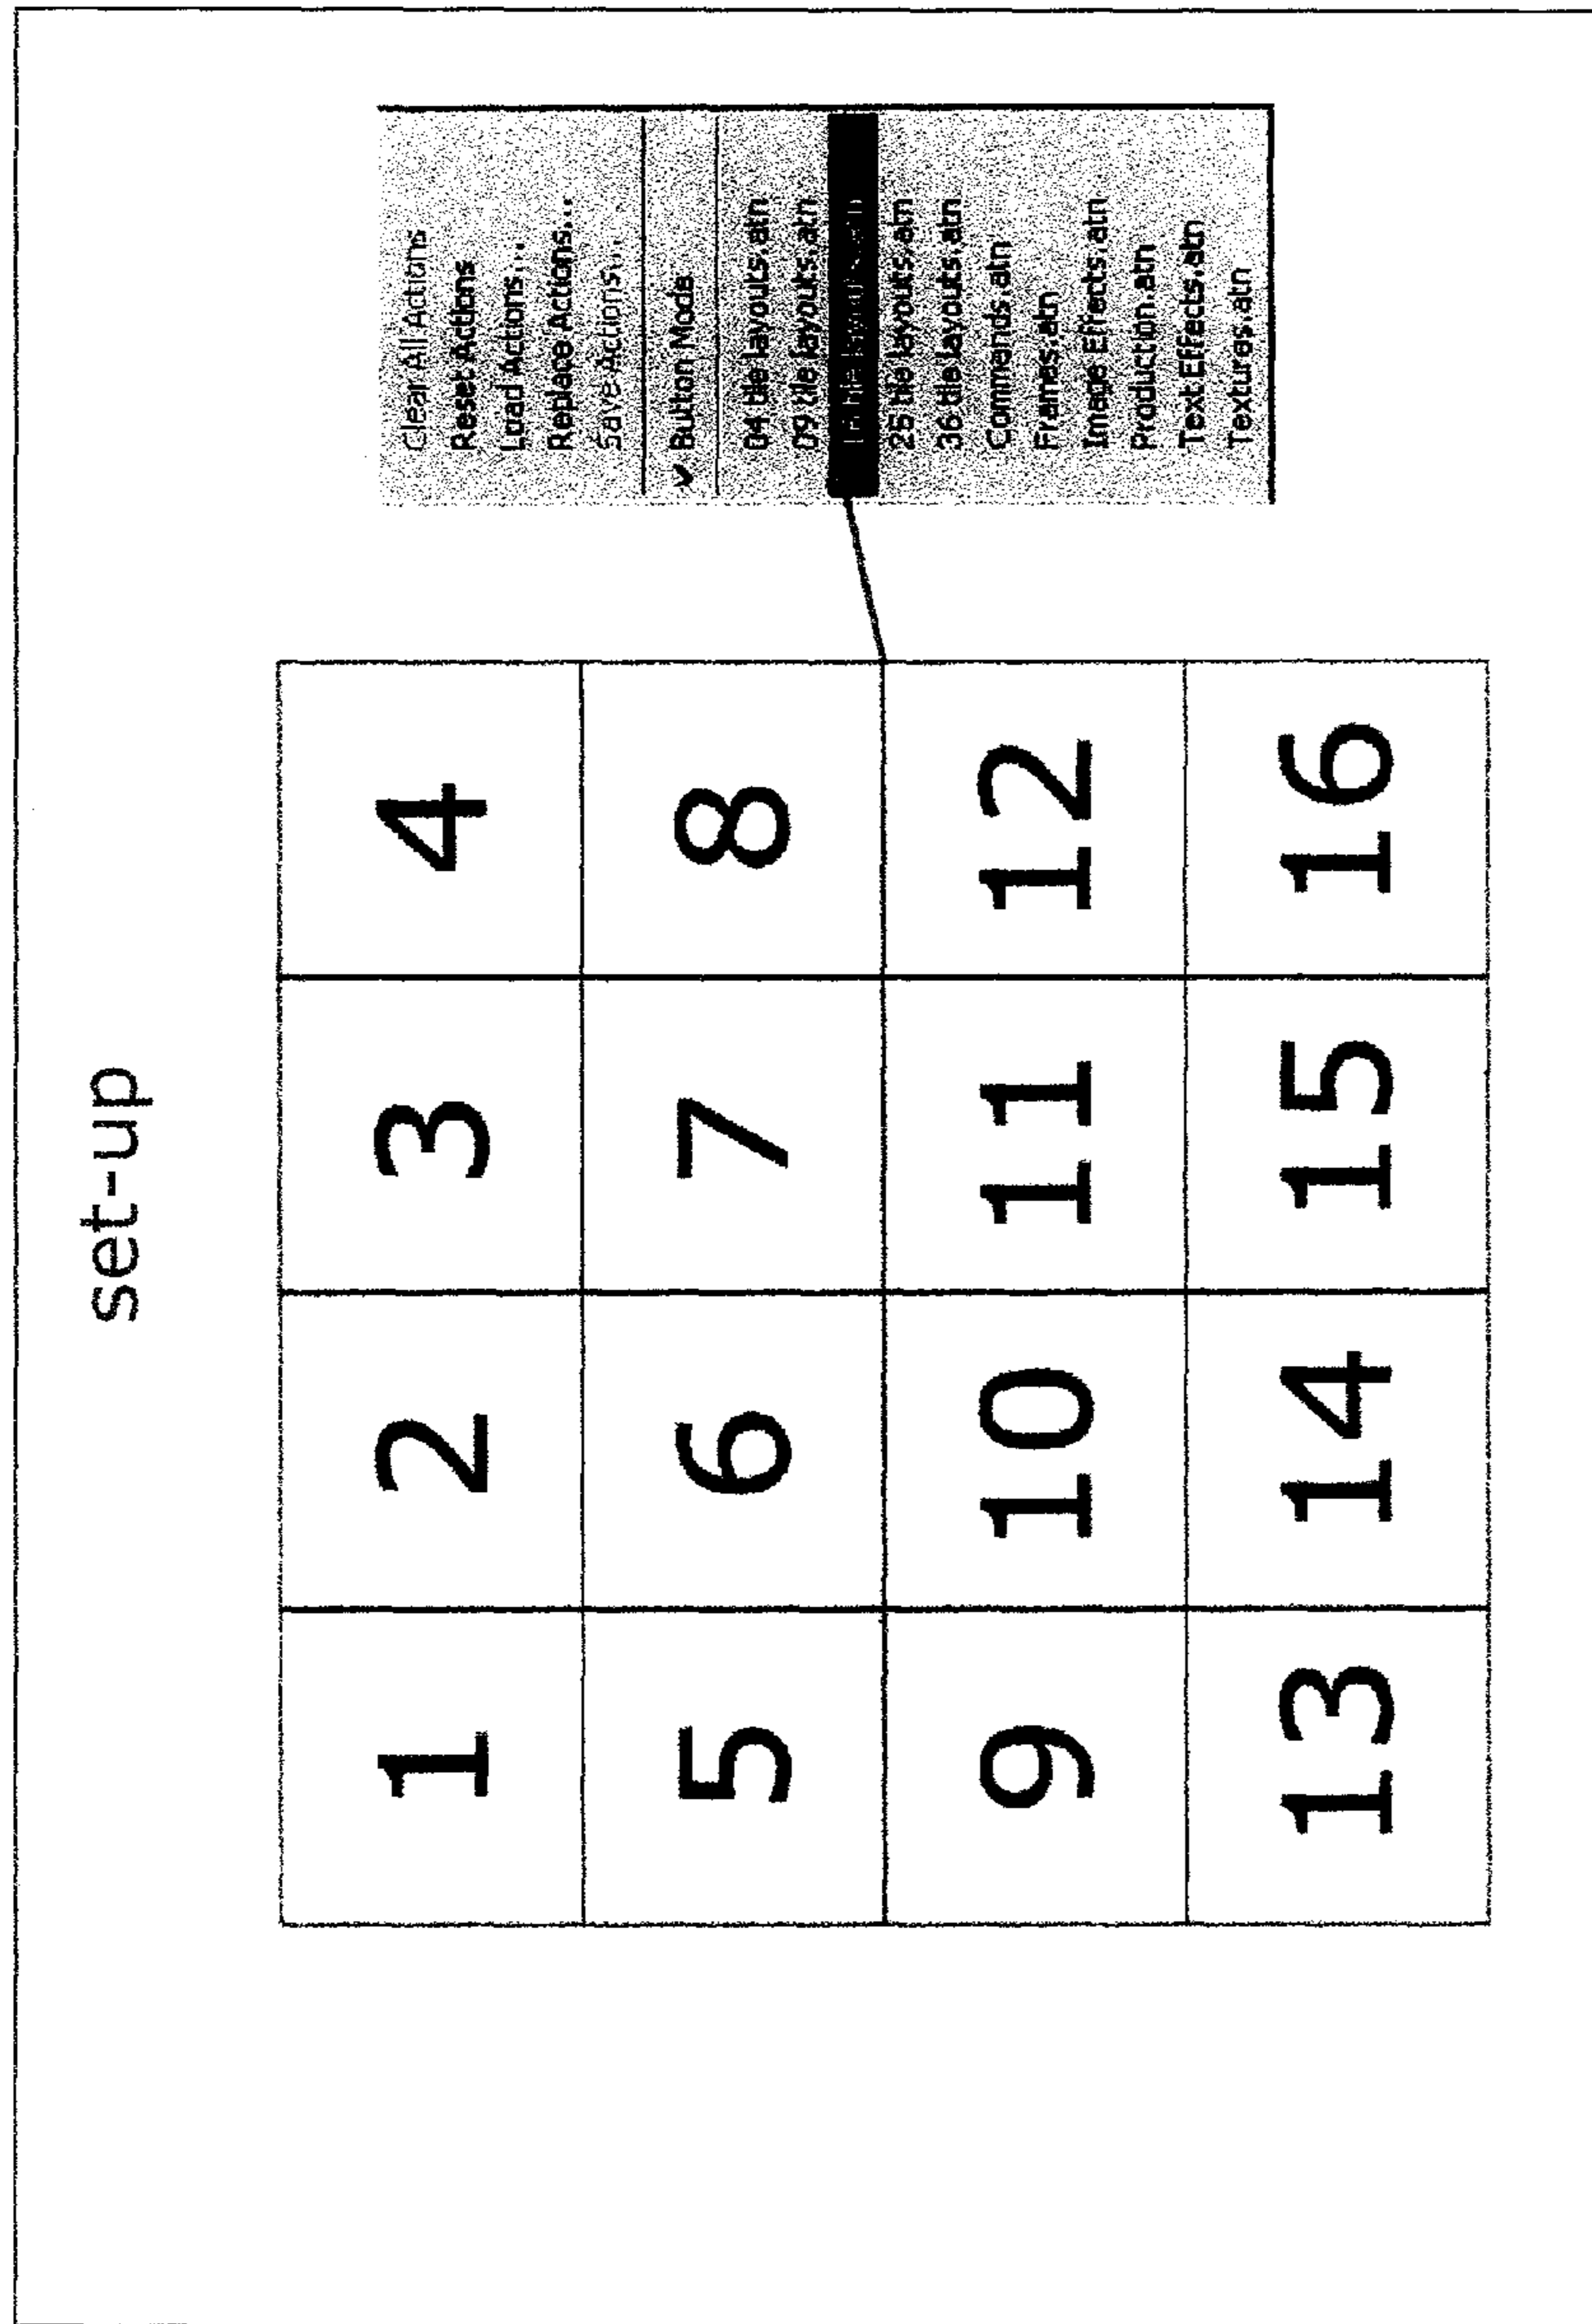 set-up
1 2 3 4
5 6 7 8
9 10 11 12
13 14 15 16
Clear All Actions
Reset Actions
Load Actions...
Replace Actions...
Save Actions...
✓ Button Mode
04 tile layouts.atn
09 tile layouts.atn
25 tile layouts.atn
36 tile layouts.atn
Commands.atn
Frames.atn
Image Effects.atn
Production.atn
Text Effects.atn
Textures.atn